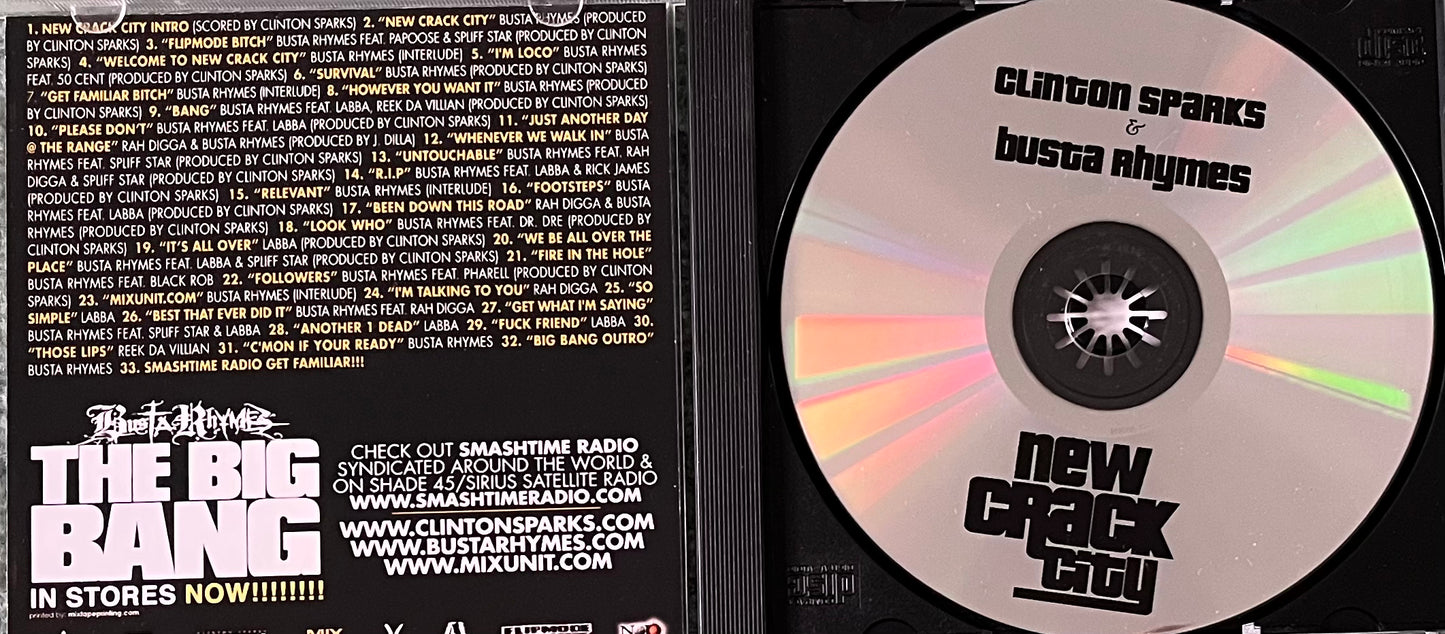 1. NEW CRACK CITY INTRO (SCORED BY CLINTON SPARKS) 2. “NEW CRACK CITY” BUSTA RHYMES (PRODUCED
BY CLINTON SPARKS) 3. “FLIPMODE BITCH” BUSTA RHYMES FEAT. PAPOOSE & SPLIFF STAR (PRODUCED BY CLINTON
SPARKS) 4. “WELCOME TO NEW CRACK CITY” BUSTA RHYMES (INTERLUDE) 5. “I'M LOCO” BUSTA RHYMES
FEAT. 50 CENT (PRODUCED BY CLINTON SPARKS) 6. “SURVIVAL” BUSTA RHYMES (PRODUCED BY CLINTON SPARKS)
7. “GET FAMILIAR BITCH” BUSTA RHYMES (INTERLUDE) 8. “HOWEVER YOU WANT IT” BUSTA RHYMES (PRODUCED
BY CLINTON SPARKS) 9. “BANG” BUSTA RHYMES FEAT. LABBA, REEK DA VILLIAN (PRODUCED BY CLINTON SPARKS)
10. “PLEASE DON'T” BUSTA RHYMES FEAT. LABBA (PRODUCED BY CLINTON SPARKS) 11. “JUST ANOTHER DAY
@ THE RANGE” RAH DIGGA & BUSTA RHYMES (PRODUCED BY J. DILLA) 12. “WHENEVER WE WALK IN” BUSTA
RHYMES FEAT. SPLIFF STAR (PRODUCED BY CLINTON SPARKS) 13. “UNTOUCHABLE” BUSTA RHYMES FEAT. RAH
DIGGA & SPLIFF STAR (PRODUCED BY CLINTON SPARKS) 14. “R.I.P” BUSTA RHYMES FEAT. LABBA & RICK JAMES
(PRODUCED BY CLINTON SPARKS) 15. “RELEVANT” BUSTA RHYMES (INTERLUDE) 16. “FOOTSTEPS” BUSTA
RHYMES FEAT. LABBA (PRODUCED BY CLINTON SPARKS) 17. “BEEN DOWN THIS ROAD” RAH DIGGA & BUSTA
RHYMES (PRODUCED BY CLINTON SPARKS) 18. “LOOK WHO” BUSTA RHYMES FEAT. DR. DRE (PRODUCED BY
CLINTON SPARKS) 19. “IT'S ALL OVER” LABBA (PRODUCED BY CLINTON SPARKS) 20. “WE BE ALL OVER THE
PLACE” BUSTA RHYMES FEAT. LABBA & SPLIFF STAR (PRODUCED BY CLINTON SPARKS) 21. “FIRE IN THE HOLE”
BUSTA RHYMES FEAT. BLACK ROB 22. “FOLLOWERS” BUSTA RHYMES FEAT. PHARELL (PRODUCED BY CLINTON
SPARKS) 23. “MIXUNIT.COM” BUSTA RHYMES (INTERLUDE) 24. “I'M TALKING TO YOU” RAH DIGGA 25. “SO
SIMPLE” LABBA 26. “BEST THAT EVER DID IT” BUSTA RHYMES FEAT. RAH DIGGA 27. “GET WHAT I'M SAYING”
BUSTA RHYMES FEAT. SPLIFF STAR & LABBA 28. “ANOTHER 1 DEAD” LABBA 29. “FUCK FRIEND” LABBA 30.
“THOSE LIPS” REEK DA VILLIAN 31. “C'MON IF YOUR READY” BUSTA RHYMES 32. “BIG BANG OUTRO”
BUSTA RHYMES 33. SMASHTIME RADIO GET FAMILIAR!!!
BUSTA RHYMES
THE BIG
BANG
IN STORES NOW!!!!!!!!
printed by: mixtapeprinting.com
CHECK OUT SMASHTIME RADIO
SYNDICATED AROUND THE WORLD &
ON SHADE 45/SIRIUS SATELLITE RADIO
WWW.SMASHTIMERADIO.COM
WWW.CLINTONSPARKS.COM
WWW.BUSTARHYMES.COM
WWW.MIXUNIT.COM
MIX
FLIPMODE
CLINTON SPARKS
&
BUSTA RHYMES
NEW
CRACK
CITY
disc